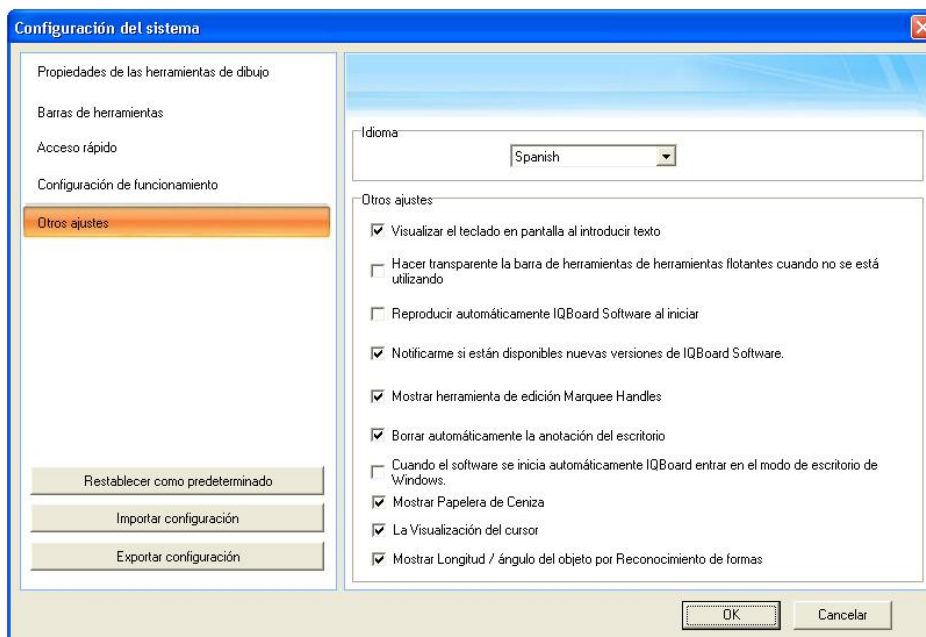 Configuración del sistema
Propiedades de las herramientas de dibujo
Barras de herramientas
Acceso rápido
Configuración de funcionamiento
Otros ajustes
Restablecer como predeterminado
Importar configuración
Exportar configuración
Idioma
Spanish
Otros ajustes
Visualizar el teclado en pantalla al introducir texto
Hacer transparente la barra de herramientas de herramientas flotantes cuando no se está
utilizando
Reproducir automáticamente IQBoard Software al iniciar
Notificarme si están disponibles nuevas versiones de IQBoard Software.
Mostrar herramienta de edición Marquee Handles
Borrar automáticamente la anotación del escritorio
Cuando el software se inicia automáticamente IQBoard entrar en el modo de escritorio de
Windows.
Mostrar Papelera de Ceniza
La Visualización del cursor
Mostrar Longitud / ángulo del objeto por Reconocimiento de formas
OK
Cancelar